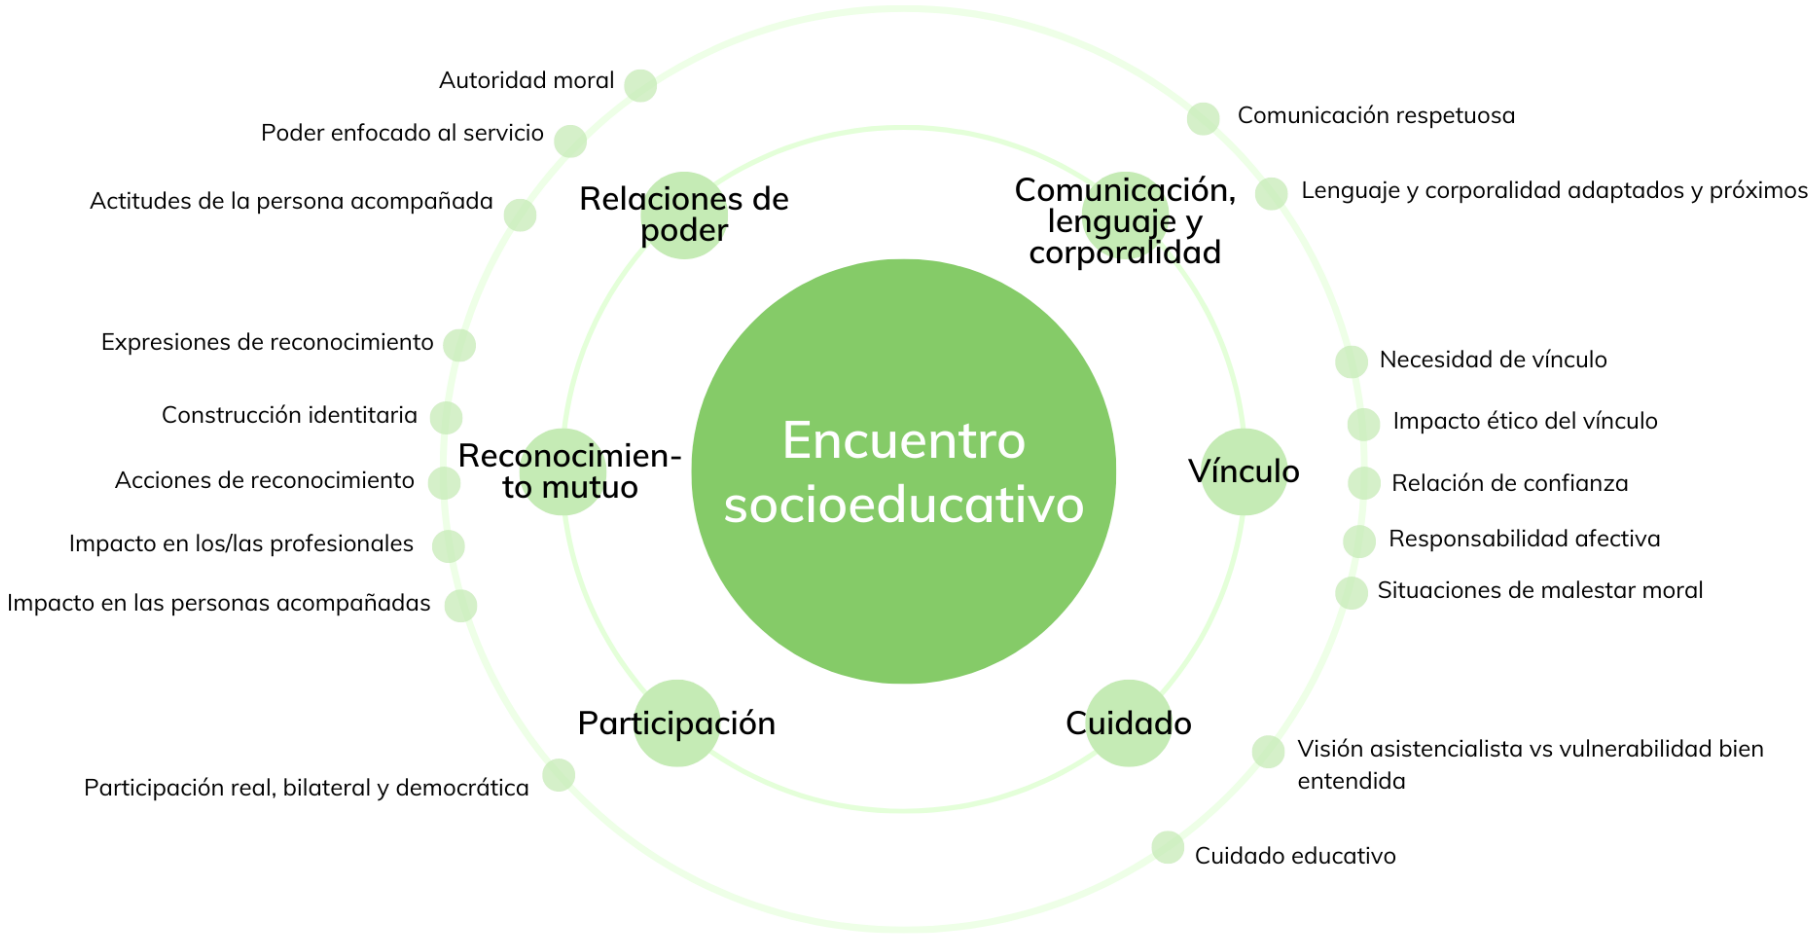 Encuentro
socioeducativo
Relaciones de
poder
Autoridad moral
Poder enfocado al servicio
Actitudes de la persona acompañada
Comunicación,
lenguaje y
corporalidad
Comunicación respetuosa
Lenguaje y corporalidad adaptados y próximos
Vínculo
Necesidad de vínculo
Impacto ético del vínculo
Relación de confianza
Responsabilidad afectiva
Situaciones de malestar moral
Cuidado
Visión asistencialista vs vulnerabilidad bien
entendida
Cuidado educativo
Participación
Participación real, bilateral y democrática
Reconocimien-
to mutuo
Expresiones de reconocimiento
Construcción identitaria
Acciones de reconocimiento
Impacto en los/las profesionales
Impacto en las personas acompañadas